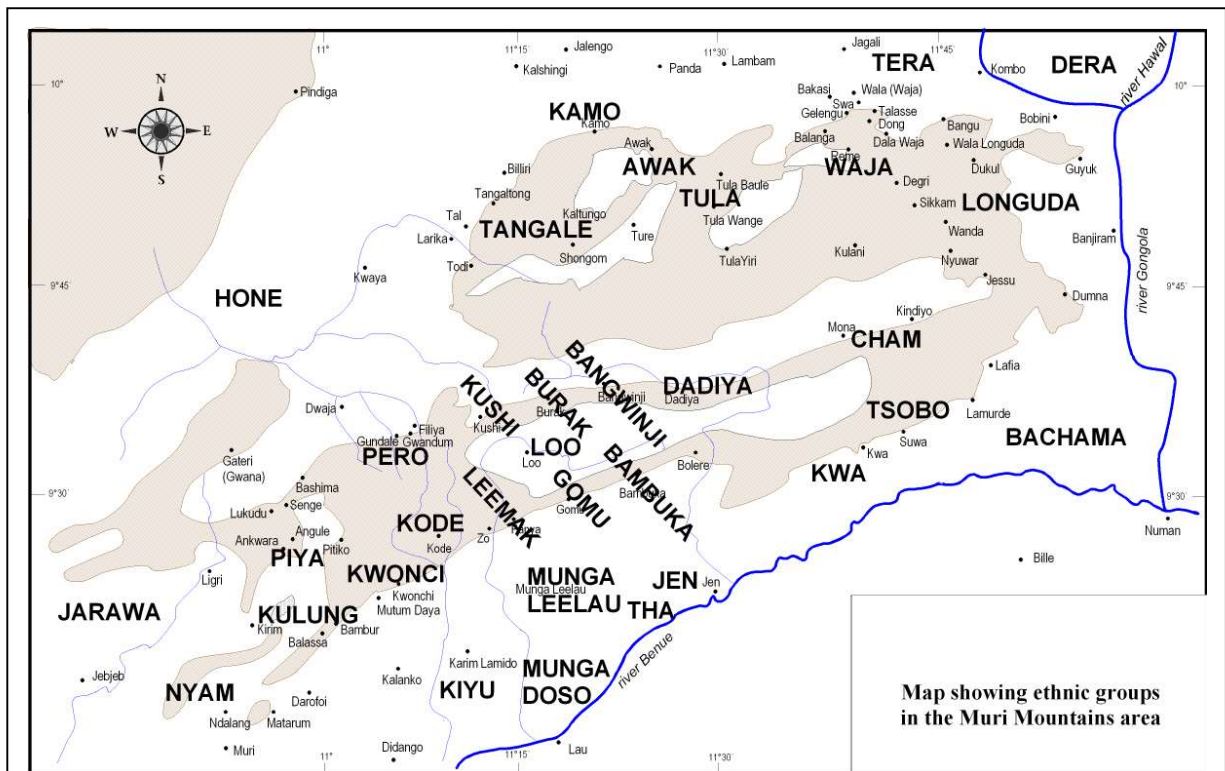 11°
11°15
11°30
11°45
Jalengo
Jagali
Kalshingi
Panda
Lambam
TERA
Kombo
DERA
river Hawal
N
W
E
S
10°
10°
Pindiga
Bakasi
Wala (Waja)
Swa
Gelengu
Talasse
Dong
KAMO
Kamo
Balanga
Dala Waja
Bangu
Bobini
Awak
Reme
Wala Longuda
AWAK
WAJA
Dukul
Guyuk
Billiri
Tula Baule
Degri
Tangaltong
TULA
Sikkam
LONGUDA
Kaltungo
Tula Wange
Tal
TANGALE
Ture
Wanda
Banjiram
Larika
Shongom
TulaYiri
Kulani
Nyuwar
river Gongola
Todi
Kwaya
Jessu
9°45
9°45
HONE
Dumna
Kindiyo
Mona
CHAM
Lafia
BANGWINJI
BURAK
KUSHI
DADIYA
Bangwinji
Dadiya
Dwaja
Burak
TSOBO
Lamurde
Filiya
Kushi
Gundale
Gwandum
Suwa
BACHAMA
PERO
LOO
Loo
Gateri
(Gwana)
Bolere
Kwa
KWA
Bashima
LEEMAK
GOMU
BAMBUKA
9°30
9°30
Lukudu
Senge
Gomu
KODE
Numan
Angule
Zo
Ankwara
Pitiko
Kode
PIYA
Bille
Ligri
KWONCI
MUNGA
LEELAU
JEN
Jen
Kwonchi
Munga Leelau
Mutum Daya
THA
JARAWA
KULUNG
Kirim
Bambur
Balassa
river Benue
Karim Lamido
Jebjeb
Kalanko
KIYU
MUNGA
DOSO
NYAM
Darofoi
Ndalang
Matarum
Muri
Didango
Lau
11°
11°15
11°30
Map showing ethnic groups
in the Muri Mountains area